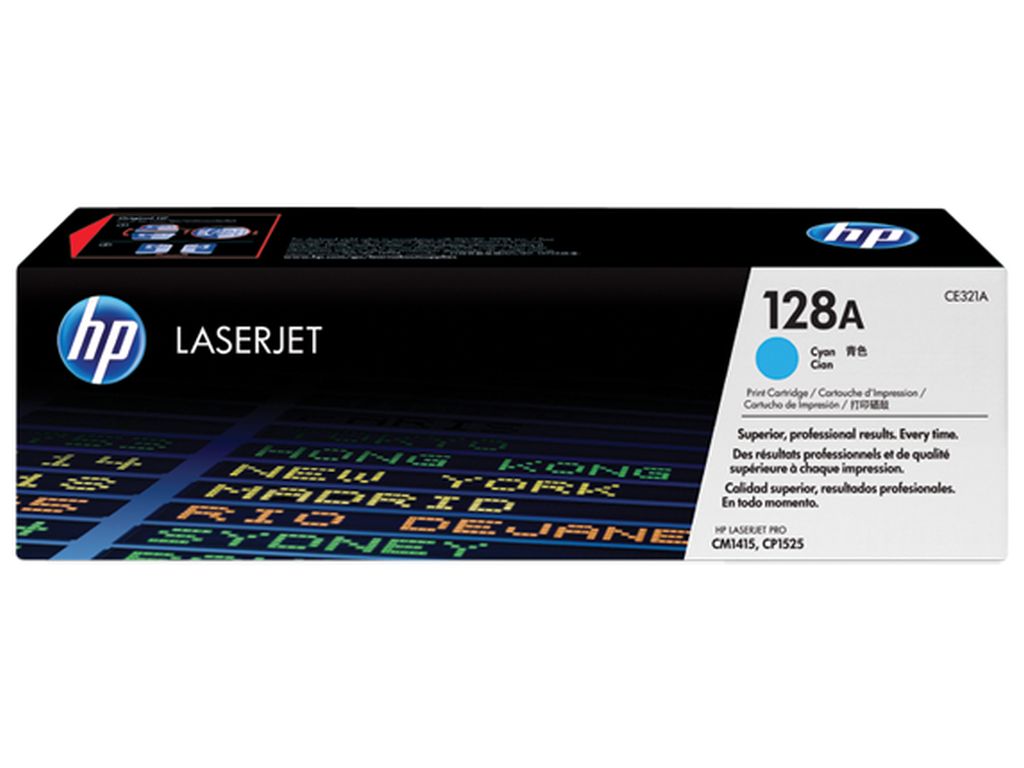 hp
hp
LASERJET
128A
CE321A
Cyan 青色
Cian
Print Cartridge / Cartouche d'Impression /
Cartucho de Impresión / 打印硒鼓
Superior, professional results. Every time.
Des résultats professionnels et de qualité
supérieure à chaque impression.
Calidad superior, resultados profesionales.
En todo momento.
HP LASERJET PRO
CM1415, CP1525
PARIS
HONG KONG
14 NEW YORK
MADRID
RIO DEJANE
SYDNEY